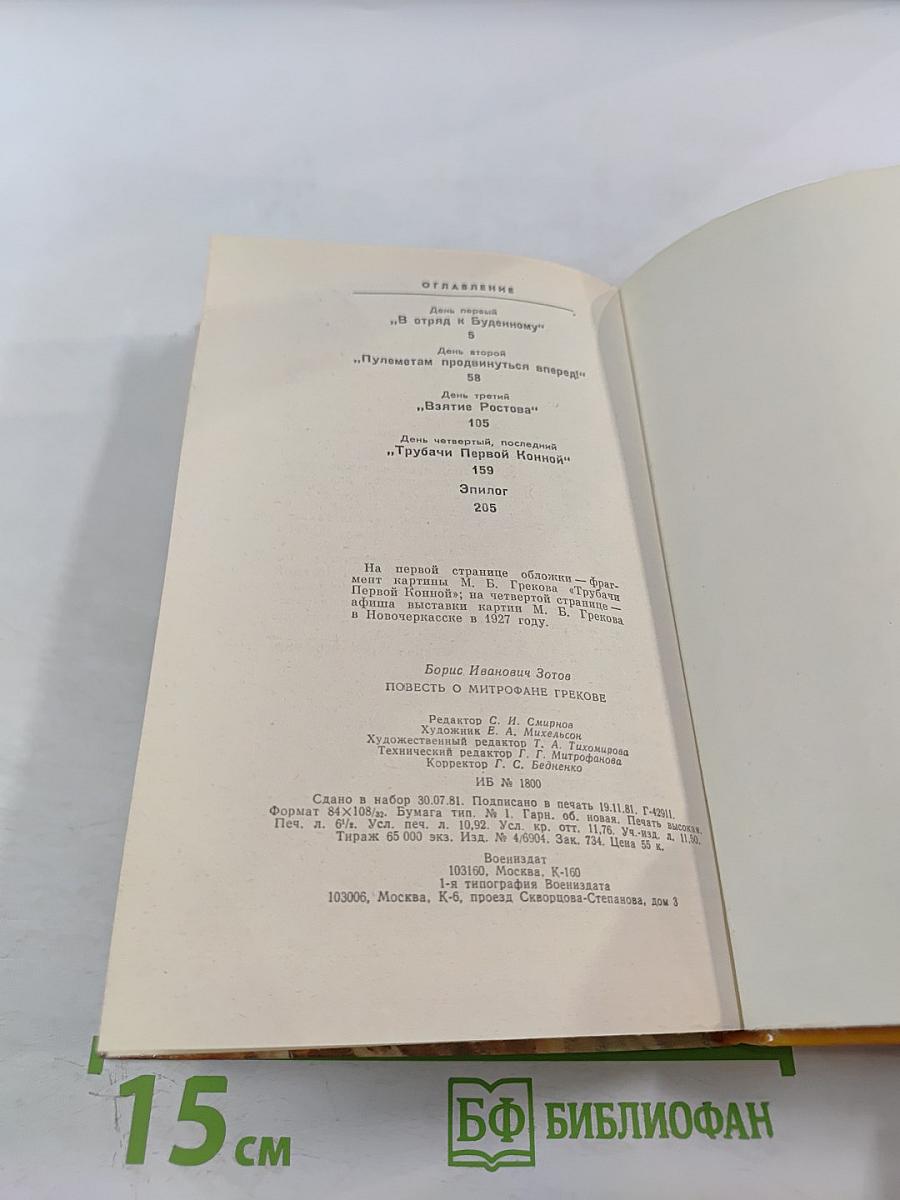 ОГЛАВЛЕНИЕ
День первый
„В отряд к Буденному“
5
День второй
„Пулеметам продвинуться вперед!“
58
День третий
„Взятие Ростова“
105
День четвертый, последний
„Трубачи Первой Конной“
159
Эпилог
205
На первой странице обложки — фраг-
мент картины М. Б. Грекова «Трубачи
Первой Конной»; на четвертой странице —
афиша выставки картин М. Б. Грекова
в Новочеркасске в 1927 году.
Борис Иванович Зотов
ПОВЕСТЬ О МИТРОФАНЕ ГРЕКОВЕ
Редактор С. И. Смирнов
Художник Е. А. Михельсон
Художественный редактор Т. А. Тихомирова
Технический редактор Г. Г. Митрофанова
Корректор Г. С. Бедненко
ИБ № 1800
Сдано в набор 30.07.81. Подписано в печать 19.11.81. Г-42911.
Формат 84×108/32. Бумага тип. № 1. Гарн. об. новая. Печать высокая.
Печ. л. 6½. Усл. печ. л. 10,92. Усл. кр. отт. 11,76. Уч.-изд. л. 11,50.
Тираж 65 000 экз. Изд. № 4/6904. Зак. 734. Цена 55 к.
Воениздат
103160, Москва, К-160
1-я типография Воениздата
103006, Москва, К-6, проезд Скворцова-Степанова, дом 3
15 см
БФ БИБЛИОФАН